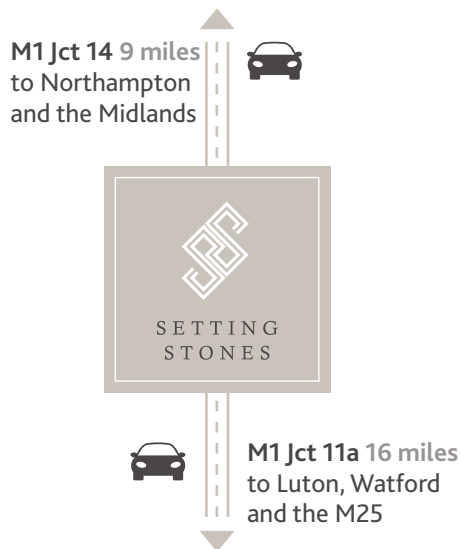 M1 Jct 14 9 miles
to Northampton
and the Midlands
SETTING
STONES
M1 Jct 11a 16 miles
to Luton, Watford
and the M25